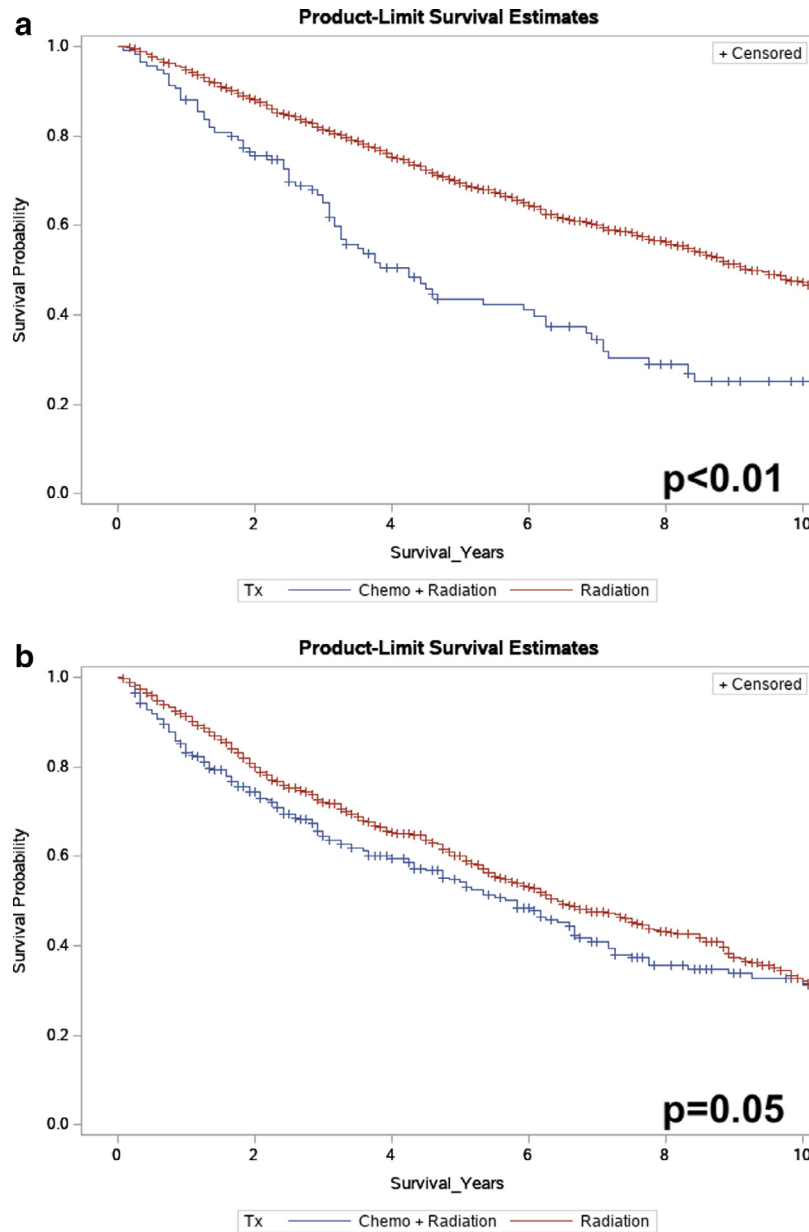 a
Product-Limit Survival Estimates
+ Censored
1.0
0.8
0.6
0.4
0.2
0.0
Survival Probability
p<0.01
0 2 4 6 8 10
Survival_Years
Tx Chemo + Radiation Radiation
b
Product-Limit Survival Estimates
+ Censored
1.0
0.8
0.6
0.4
0.2
0.0
Survival Probability
p=0.05
0 2 4 6 8 10
Survival_Years
Tx Chemo + Radiation Radiation